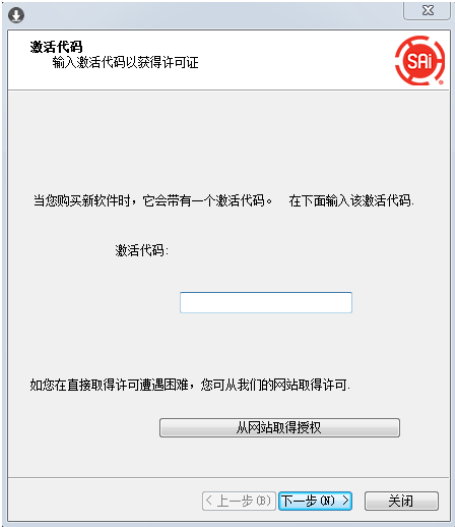 激活代码
输入激活代码以获得许可证
SAi
当您购买新软件时，它会带有一个激活代码。 在下面输入该激活代码.
激活代码:
如您在直接取得许可遭遇困难，您可从我们的网站取得许可.
从网站取得授权
< 上一步(B) 下一步(N) > 关闭